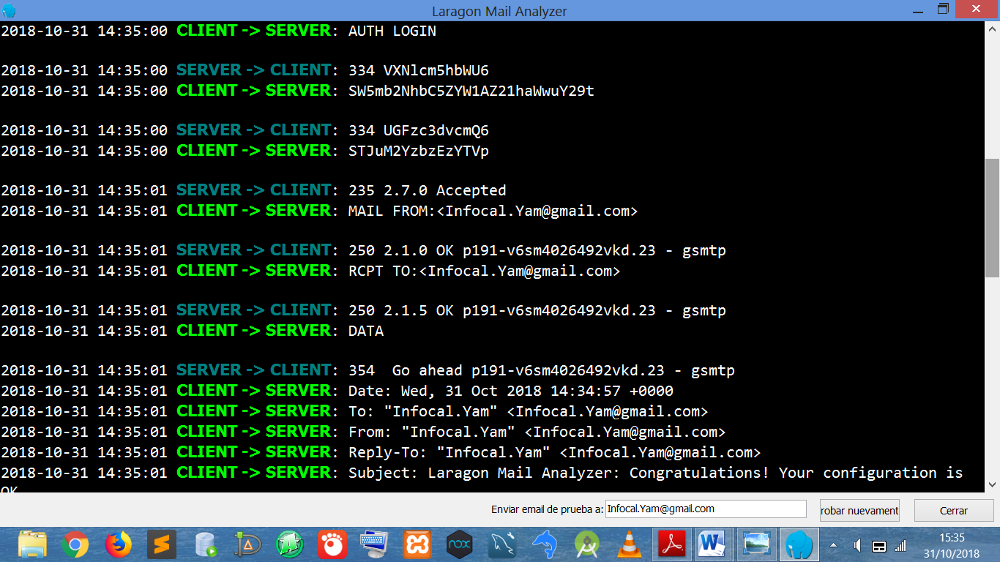 Laragon Mail Analyzer
2018-10-31 14:35:00 CLIENT -> SERVER: AUTH LOGIN
2018-10-31 14:35:00 SERVER -> CLIENT: 334 VXNlcm5hbWU6
2018-10-31 14:35:00 CLIENT -> SERVER: SW5mb2NhbC5ZYW1AZ21haWwuY29t
2018-10-31 14:35:00 SERVER -> CLIENT: 334 UGFzc3dvcmQ6
2018-10-31 14:35:00 CLIENT -> SERVER: STJuM2YzbzEzYTVp
2018-10-31 14:35:01 SERVER -> CLIENT: 235 2.7.0 Accepted
2018-10-31 14:35:01 CLIENT -> SERVER: MAIL FROM:<Infocal.Yam@gmail.com>
2018-10-31 14:35:01 SERVER -> CLIENT: 250 2.1.0 OK p191-v6sm4026492vkd.23 - gsmtp
2018-10-31 14:35:01 CLIENT -> SERVER: RCPT TO:<Infocal.Yam@gmail.com>
2018-10-31 14:35:01 SERVER -> CLIENT: 250 2.1.5 OK p191-v6sm4026492vkd.23 - gsmtp
2018-10-31 14:35:01 CLIENT -> SERVER: DATA
2018-10-31 14:35:01 SERVER -> CLIENT: 354  Go ahead p191-v6sm4026492vkd.23 - gsmtp
2018-10-31 14:35:01 CLIENT -> SERVER: Date: Wed, 31 Oct 2018 14:34:57 +0000
2018-10-31 14:35:01 CLIENT -> SERVER: To: "Infocal.Yam" <Infocal.Yam@gmail.com>
2018-10-31 14:35:01 CLIENT -> SERVER: From: "Infocal.Yam" <Infocal.Yam@gmail.com>
2018-10-31 14:35:01 CLIENT -> SERVER: Reply-To: "Infocal.Yam" <Infocal.Yam@gmail.com>
2018-10-31 14:35:01 CLIENT -> SERVER: Subject: Laragon Mail Analyzer: Congratulations! Your configuration is
OK
Enviar email de prueba a: Infocal.Yam@gmail.com robar nuevament Cerrar
nox
15:35
31/10/2018